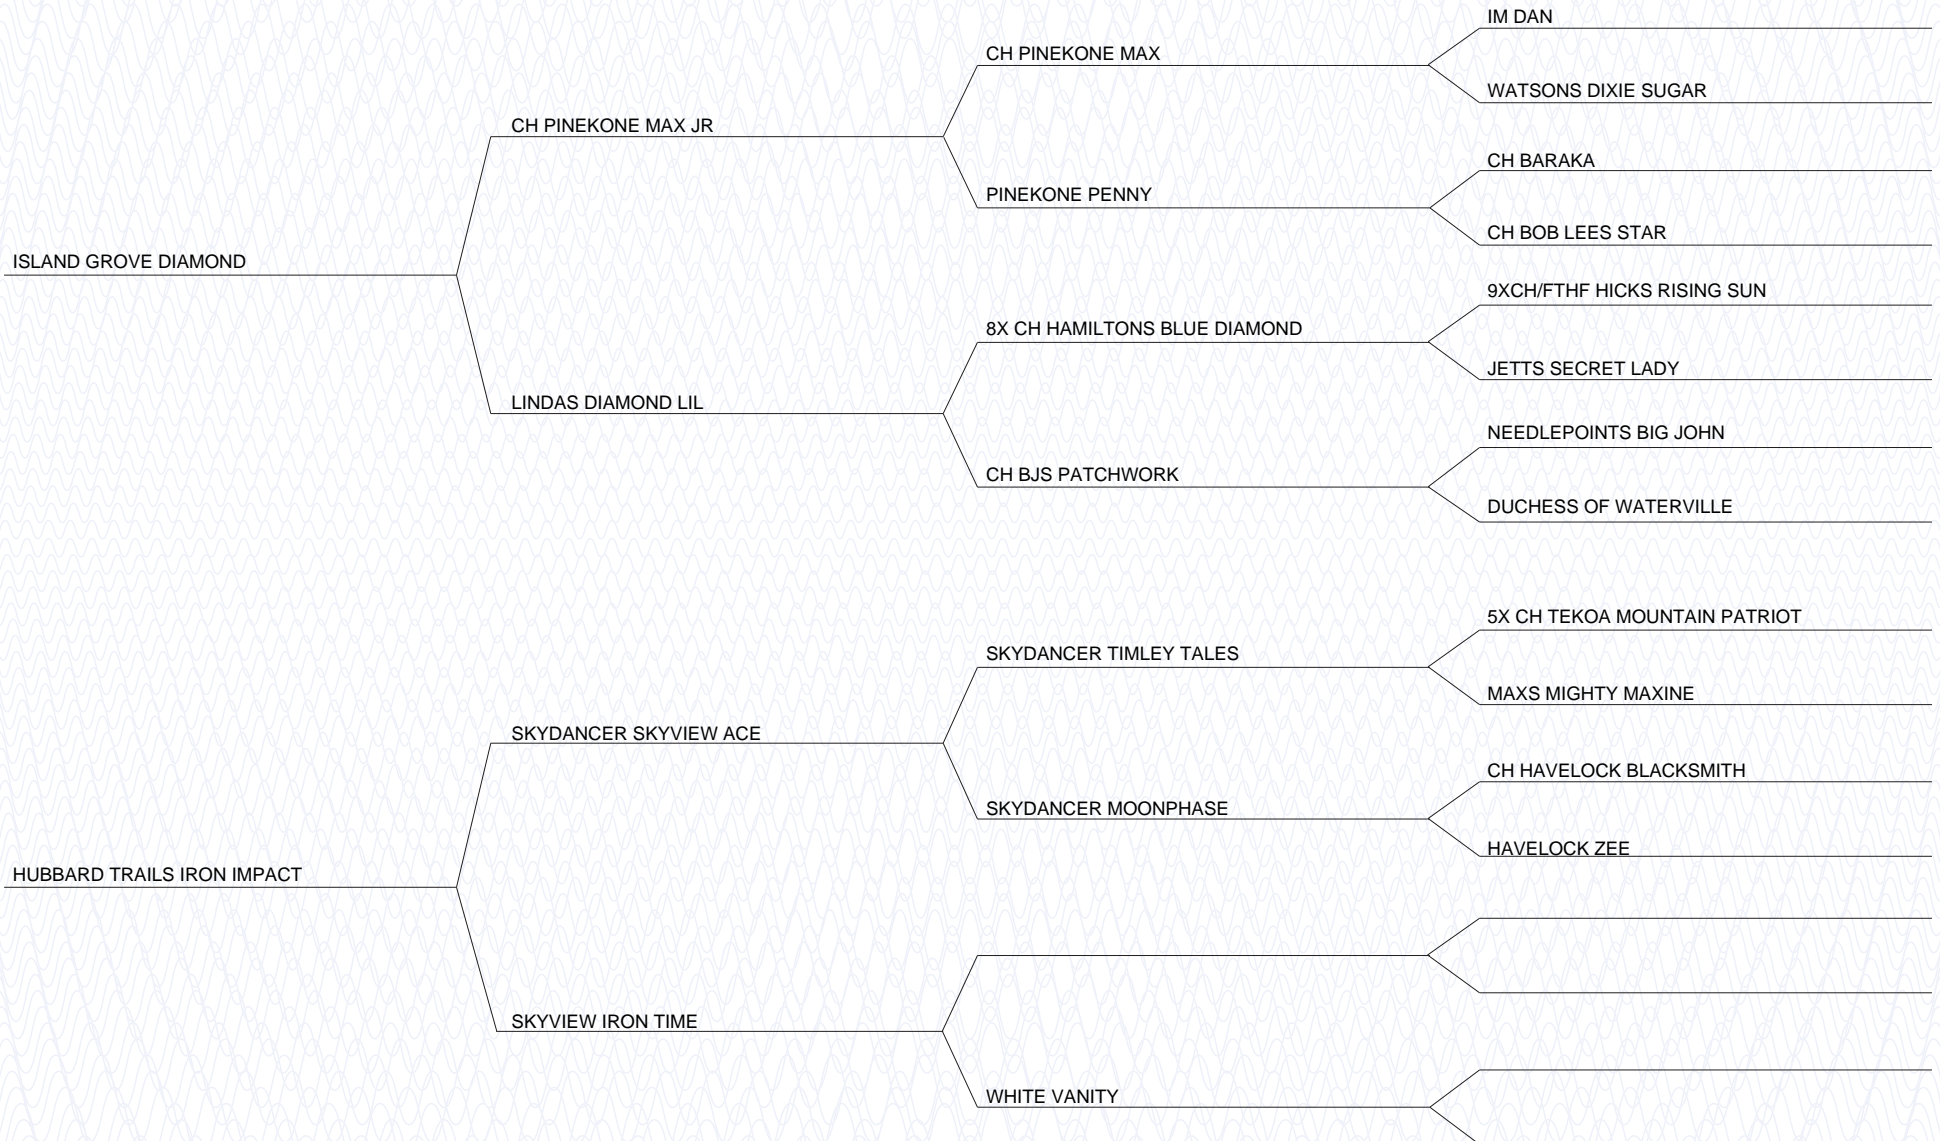 IM DAN
CH PINEKONE MAX
WATSONS DIXIE SUGAR
CH PINEKONE MAX JR
CH BARAKA
PINEKONE PENNY
CH BOB LEES STAR
ISLAND GROVE DIAMOND
9XCH/FTHF HICKS RISING SUN
8X CH HAMILTONS BLUE DIAMOND
JETTS SECRET LADY
LINDAS DIAMOND LIL
NEEDLEPOINTS BIG JOHN
CH BJS PATCHWORK
DUCHESS OF WATERVILLE
5X CH TEKOA MOUNTAIN PATRIOT
SKYDANCER TIMLEY TALES
MAXS MIGHTY MAXINE
SKYDANCER SKYVIEW ACE
CH HAVELOCK BLACKSMITH
SKYDANCER MOONPHASE
HAVELOCK ZEE
HUBBARD TRAILS IRON IMPACT
SKYVIEW IRON TIME
WHITE VANITY